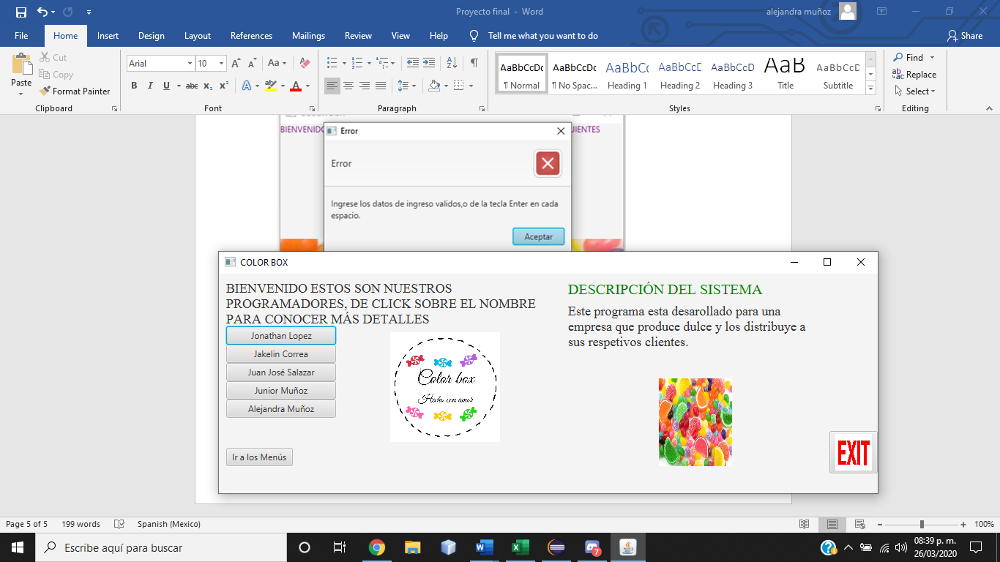 Proyecto final - Word
alejandra muñoz
File Home Insert Design Layout References Mailings Review View Help Tell me what you want to do Share
Paste
Cut
Copy
Format Painter
Clipboard
Arial 10
A A Aa
B I U abc x₂ x² A ab A
Font
Paragraph
AaBbCcDc AaBbCcDc AaBbCc AaBbCcD AaBbCcD AaB AaBbCcD
¶ Normal ¶ No Spac... Heading 1 Heading 2 Heading 3 Title Subtitle
Styles
Find
Replace
Select
Editing
BIENVENIDO
Error
Error
Ingrese los datos de ingreso validos,o de la tecla Enter en cada
espacio.
Aceptar
COLOR BOX
BIENVENIDO ESTOS SON NUESTROS
PROGRAMADORES, DE CLICK SOBRE EL NOMBRE
PARA CONOCER MÁS DETALLES
Jonathan Lopez
Jakelin Correa
Juan José Salazar
Junior Muñoz
Alejandra Muñoz
Ir a los Menús
Color box
Hecho con amor
DESCRIPCIÓN DEL SISTEMA
Este programa esta desarollado para una
empresa que produce dulce y los distribuye a
sus respetivos clientes.
EXIT
Page 5 of 5 199 words Spanish (Mexico) 100%
Escribe aquí para buscar
7
08:39 p. m.
26/03/2020